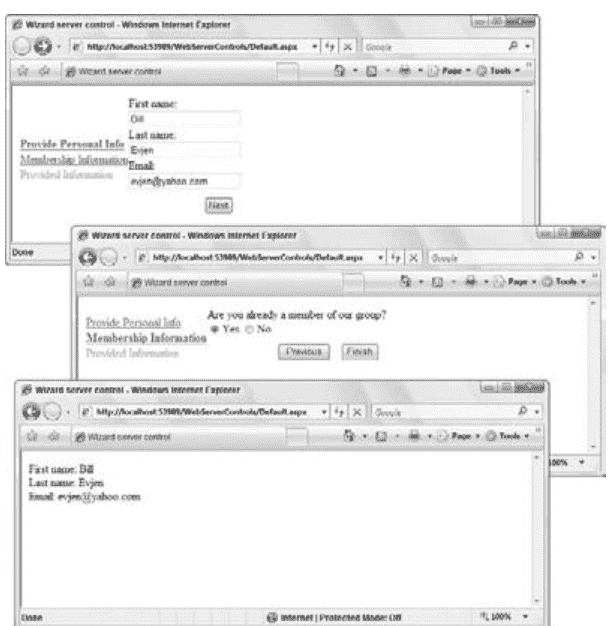 Wizard server control - Windows Internet Explorer
http://localhost:53989/WebServerControls/Default.aspx Google
Wizard server control Page Tools
First name:
Bill
Last name:
Provide Personal Info Evjen
Membership Information Email:
Provided Information evjen@yahoo.com
Next
Done
Wizard server control - Windows Internet Explorer
http://localhost:53989/WebServerControls/Default.aspx Google
Wizard server control Page Tools
Are you already a member of our group?
Provide Personal Info Yes No
Membership Information
Provided Information Previous Finish
100%
Wizard server control - Windows Internet Explorer
http://localhost:53989/WebServerControls/Default.aspx Google
Wizard server control Page Tools
First name: Bill
Last name: Evjen
Email: evjen@yahoo.com
Done Internet | Protected Mode: Off 100%